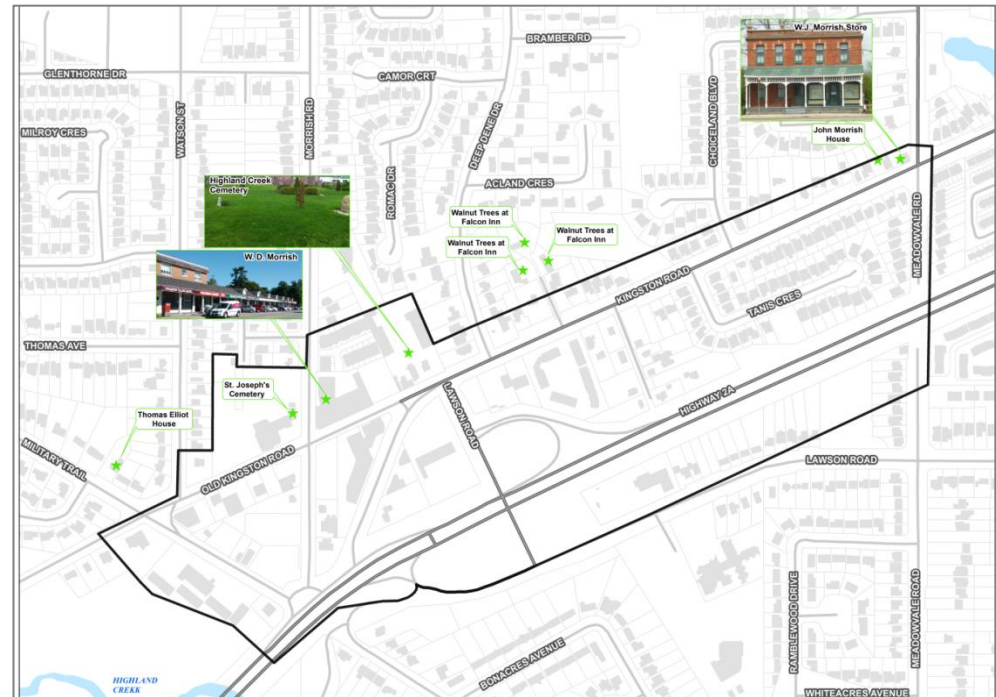 BRAMBER RD
W.J. Morrish Store
GLENTHORNE DR
CAMOR CRT
MILROY CRES
WATSON ST
MORRISH RD
DEEP DENE DR
CHOICELAND BLVD
John Morrish
House
Highland Creek
Cemetery
ROMAC DR
ACLAND CRES
Walnut Trees at
Falcon Inn
Walnut Trees at
Falcon Inn
Walnut Trees at
Falcon Inn
MEADOWVALE RD
W. D. Morrish
KINGSTON ROAD
TANIS CRES
THOMAS AVE
St. Joseph's
Cemetery
LAWSON ROAD
HIGHWAY 2A
Thomas Elliot
House
MILITARY TRAIL
OLD KINGSTON ROAD
LAWSON ROAD
RAMBLEWOOD DRIVE
MEADOWVALE ROAD
BONACRES AVENUE
HIGHLAND
CREKK
WHITEACRES AVENUE